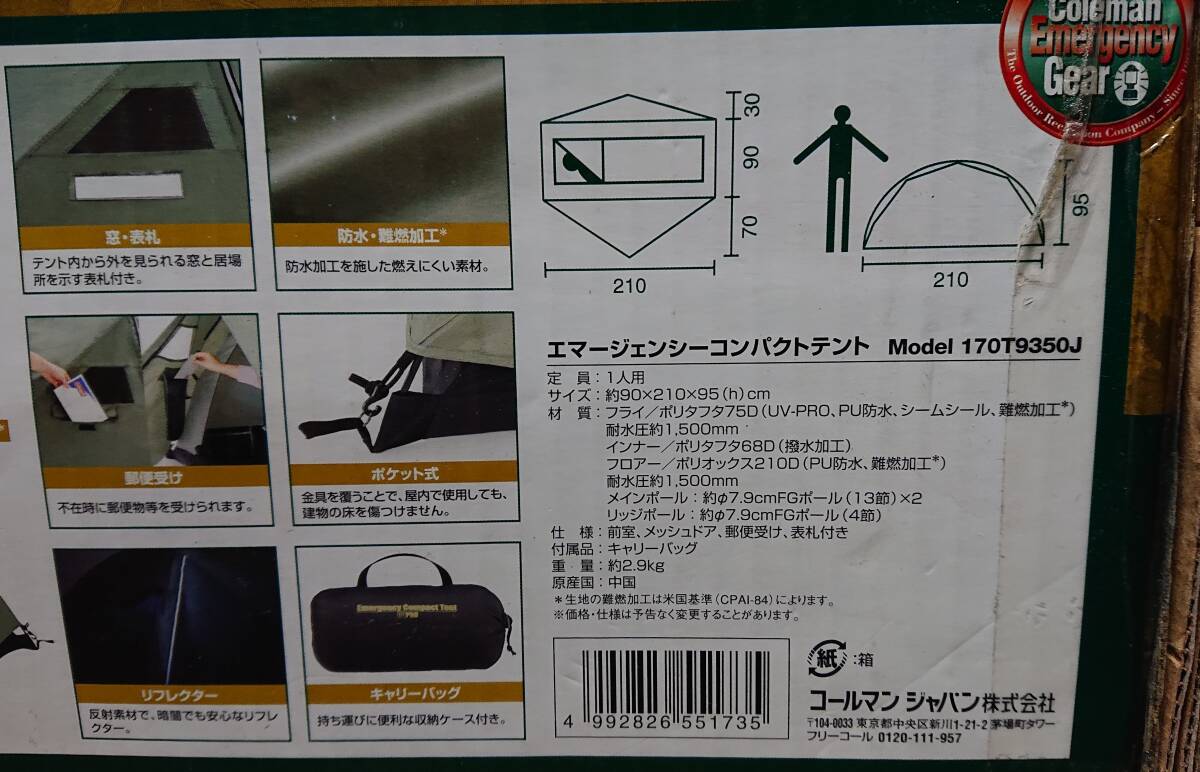 Coleman
Emergency
Gear
The Outdoor Recreation Company
窓・表札
テント内から外を見られる窓と居場
所を示す表札付き。
防水・難燃加工*
防水加工を施した燃えにくい素材。
30
90
70
210
95
210
郵便受け
不在時に郵便物等を受けられます。
ポケット式
金具を覆うことで、屋内で使用しても、
建物の床を傷つけません。
リフレクター
反射素材で、暗闇でも安心なリフレ
クター。
Emergency Compact Tent
キャリーバッグ
持ち運びに便利な収納ケース付き。
エマージェンシーコンパクトテント Model 170T9350J
定 員：1人用
サイズ：約90×210×95（h）cm
材 質：フライ／ポリタフタ75D（UV-PRO、PU防水、シームシール、難燃加工*）
耐水圧約1,500mm
インナー／ポリタフタ68D（撥水加工）
フロアー／ポリオックス210D（PU防水、難燃加工*）
耐水圧約1,500mm
メインポール：約φ7.9cmFGポール（13節）×2
リッジポール：約φ7.9cmFGポール（4節）
仕 様：前室、メッシュドア、郵便受け、表札付き
付属品：キャリーバッグ
重 量：約2.9kg
原産国：中国
*生地の難燃加工は米国基準（CPAI-84）によります。
※価格・仕様は予告なく変更することがあります。
4 992826 551735
紙：箱
コールマン ジャパン株式会社
〒104-0033 東京都中央区新川1-21-2 茅場町タワー
フリーコール 0120-111-957